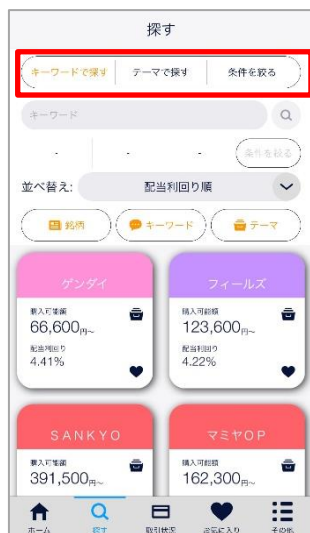 探す
キーワードで探す テーマで探す 条件を絞る
キーワード
- - - 条件を絞る
並べ替え: 配当利回り順
銘柄 キーワード テーマ
ゲンダイ フィールズ
購入可能額 購入可能額
66,600円~ 123,600円~
配当利回り 配当利回り
4.41% 4.22%
SANKYO マミヤOP
購入可能額 購入可能額
391,500円~ 162,300円~
ホーム 探す 取引状況 お気に入り その他